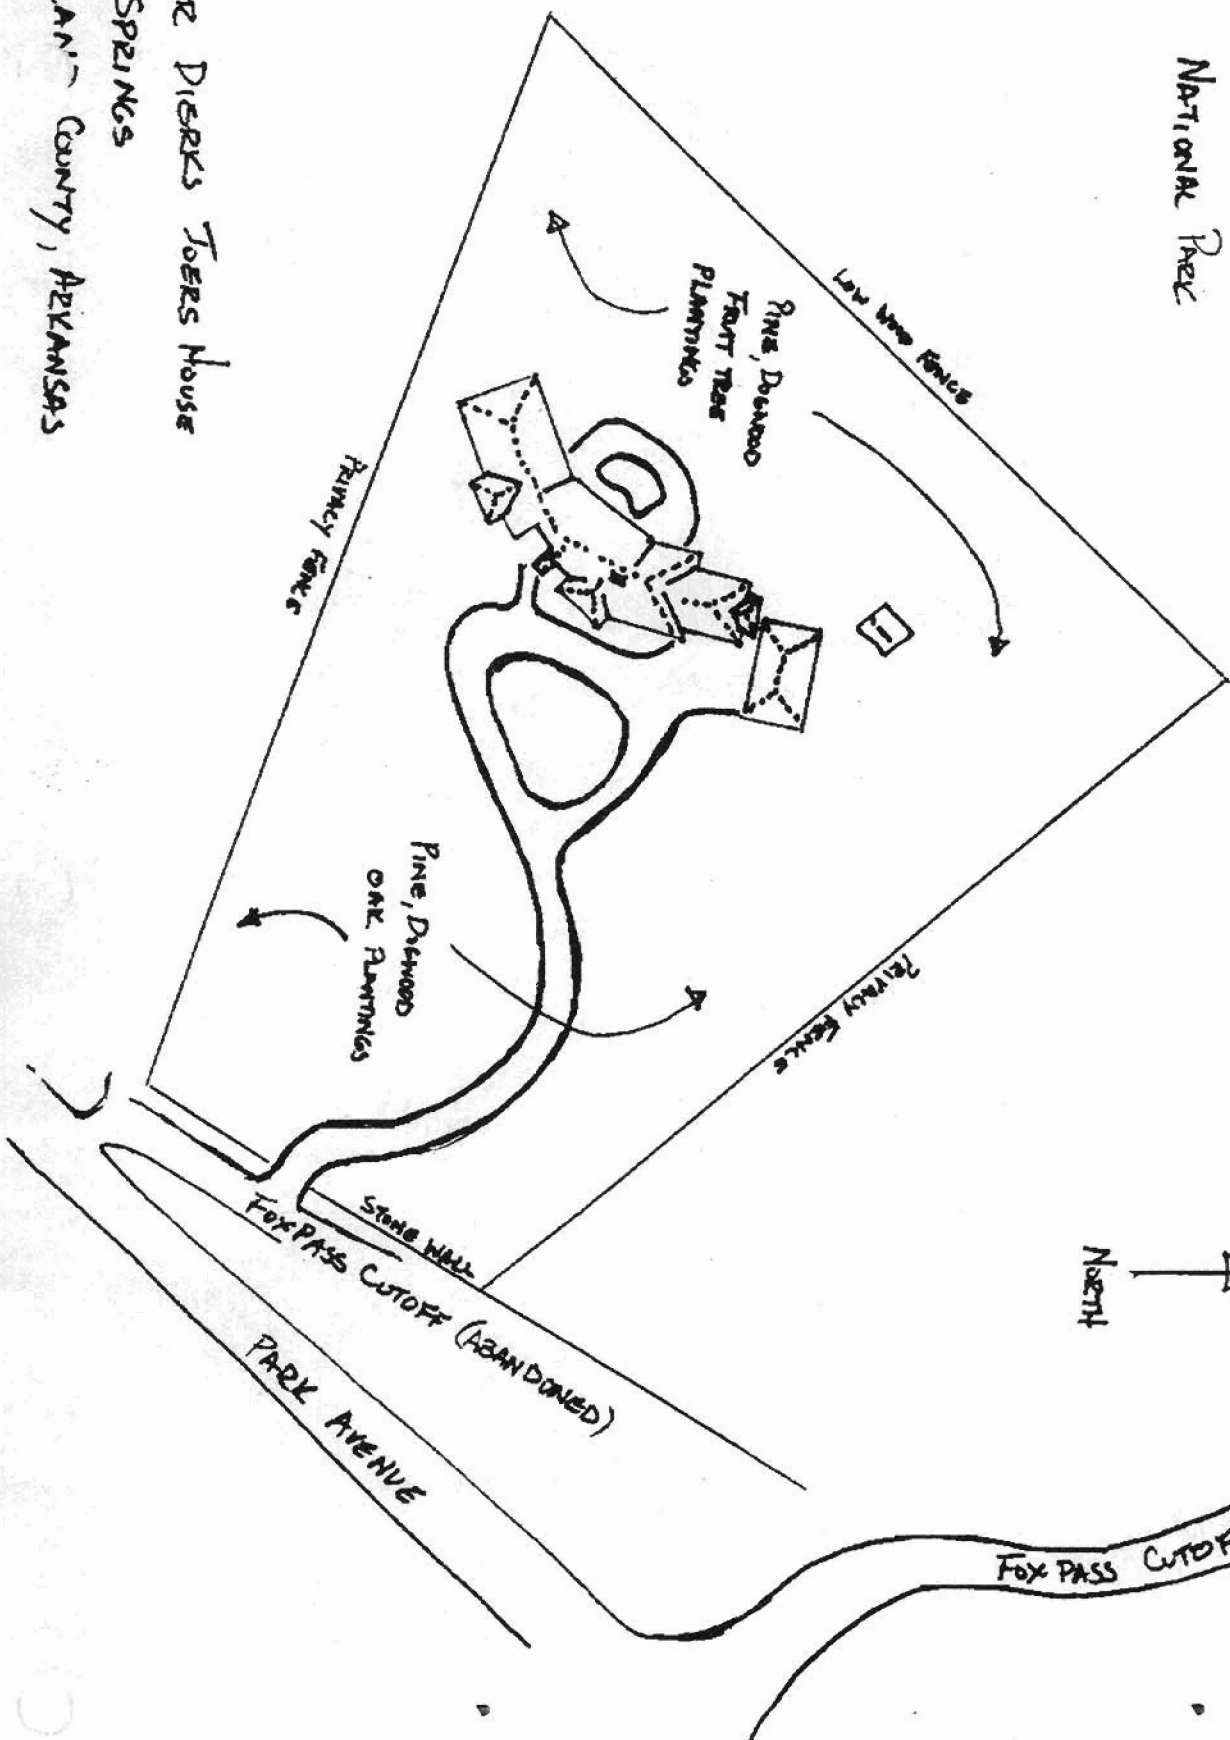 NATIONAL PARK
LOW WOOD FENCE
PINE, DOGWOOD
FRUIT TREE
PLANTINGS
PRIVACY FENCE
PRIVACY FENCE
PINE, DOGWOOD
OAK PLANTINGS
STONE WALL
FOX PASS CUTOFF (ABANDONED)
PARK AVENUE
FOX PASS CUTOF
NORTH
DIERKS JOERS HOUSE
SPRINGS
COUNTY, ARKANSAS